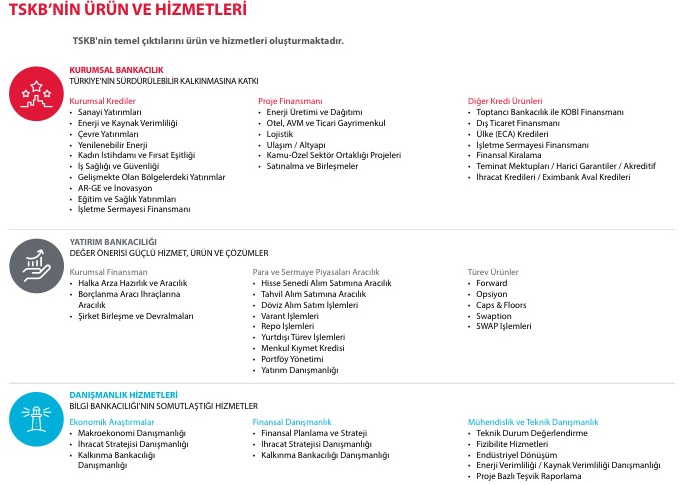 TSKB'NİN ÜRÜN VE HİZMETLERİ
TSKB'nin temel çıktılarını ürün ve hizmetleri oluşturmaktadır.
KURUMSAL BANKACILIK
TÜRKİYE'NİN SÜRDÜRÜLEBİLİR KALKINMASINA KATKI
Kurumsal Krediler
• Sanayi Yatırımları
• Enerji ve Kaynak Verimliliği
• Çevre Yatırımları
• Yenilenebilir Enerji
• Kadın İstihdamı ve Fırsat Eşitliği
• İş Sağlığı ve Güvenliği
• Gelişmekte Olan Bölgelerdeki Yatırımlar
• AR-GE ve İnovasyon
• Eğitim ve Sağlık Yatırımları
• İşletme Sermayesi Finansmanı
Proje Finansmanı
• Enerji Üretimi ve Dağıtımı
• Otel, AVM ve Ticari Gayrimenkul
• Lojistik
• Ulaşım / Altyapı
• Kamu-Özel Sektör Ortaklığı Projeleri
• Satınalma ve Birleşmeler
Diğer Kredi Ürünleri
• Toptancı Bankacılık ile KOBİ Finansmanı
• Dış Ticaret Finansmanı
• Ülke (ECA) Kredileri
• İşletme Sermayesi Finansmanı
• Finansal Kiralama
• Teminat Mektupları / Harici Garantiler / Akreditif
• İhracat Kredileri / Eximbank Aval Kredileri
YATIRIM BANKACILIĞI
DEĞER ÖNERİSİ GÜÇLÜ HİZMET, ÜRÜN VE ÇÖZÜMLER
Kurumsal Finansman
• Halka Arza Hazırlık ve Aracılık
• Borçlanma Aracı İhraçlarına
Aracılık
• Şirket Birleşme ve Devralmaları
Para ve Sermaye Piyasaları Aracılık
• Hisse Senedi Alım Satımına Aracılık
• Tahvil Alım Satımına Aracılık
• Döviz Alım Satım İşlemleri
• Varant İşlemleri
• Repo İşlemleri
• Yurtdışı Türev İşlemleri
• Menkul Kıymet Kredisi
• Portföy Yönetimi
• Yatırım Danışmanlığı
Türev Ürünler
• Forward
• Opsiyon
• Caps & Floors
• Swaption
• SWAP İşlemleri
DANIŞMANLIK HİZMETLERİ
BİLGİ BANKACILIĞI'NIN SOMUTLAŞTIĞI HİZMETLER
Ekonomik Araştırmalar
• Makroekonomi Danışmanlığı
• İhracat Stratejisi Danışmanlığı
• Kalkınma Bankacılığı
Danışmanlığı
Finansal Danışmanlık
• Finansal Planlama ve Strateji
• İhracat Stratejisi Danışmanlığı
• Kalkınma Bankacılığı Danışmanlığı
Mühendislik ve Teknik Danışmanlık
• Teknik Durum Değerlendirme
• Fizibilite Hizmetleri
• Endüstriyel Dönüşüm
• Enerji Verimliliği / Kaynak Verimliliği Danışmanlığı
• Proje Bazlı Teşvik Raporlama